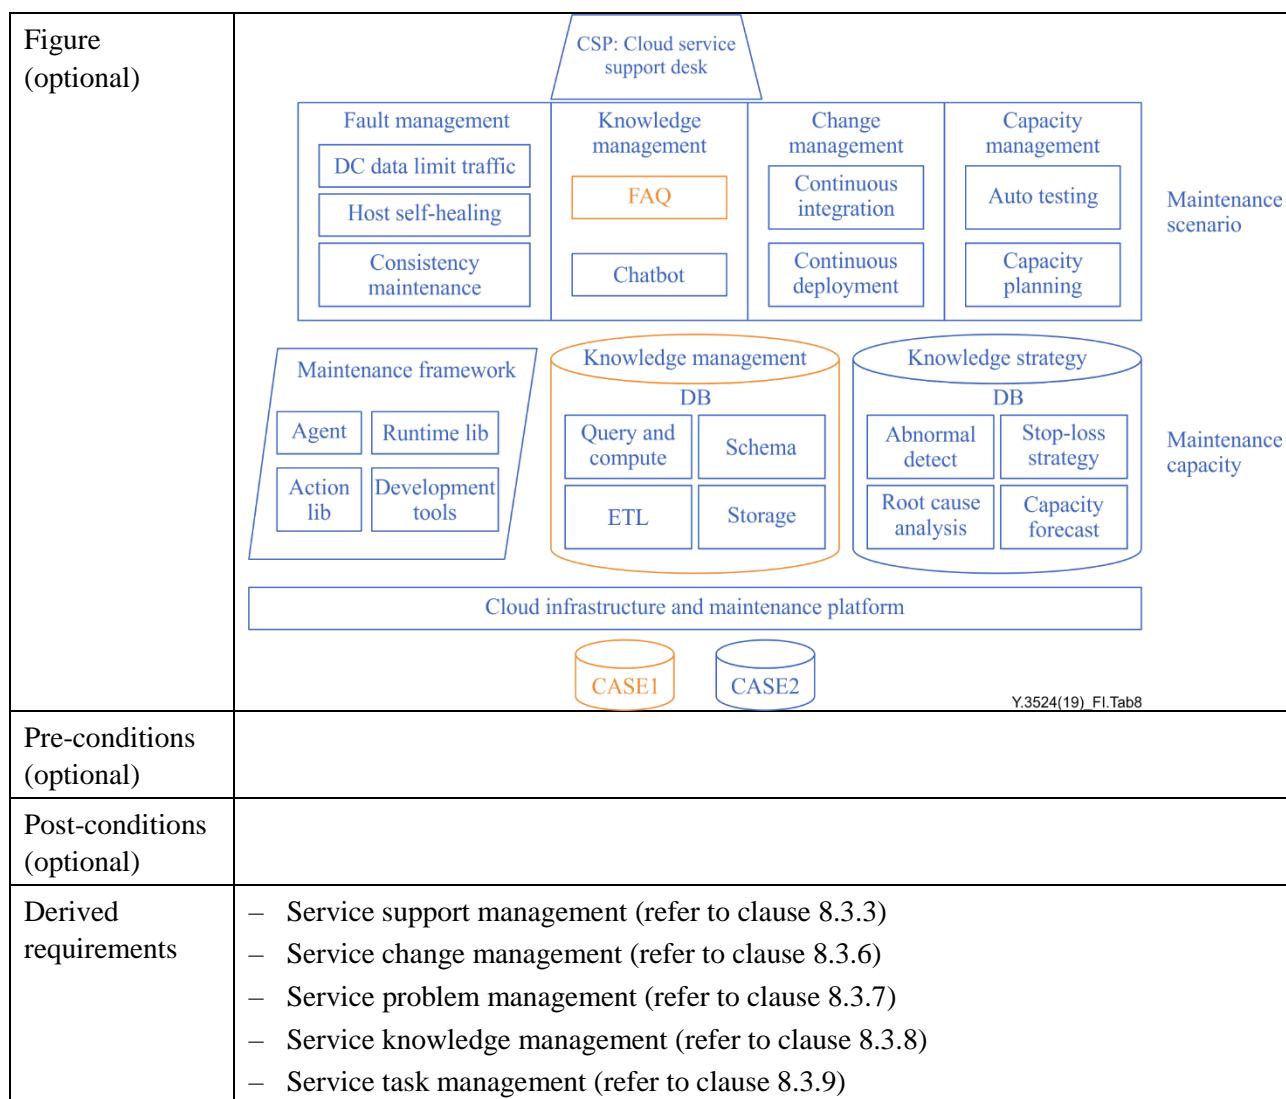 Figure
(optional)
CSP: Cloud service
support desk
Fault management
DC data limit traffic
Host self-healing
Consistency
maintenance
Knowledge
management
FAQ
Chatbot
Change
management
Continuous
integration
Continuous
deployment
Capacity
management
Auto testing
Capacity
planning
Maintenance
scenario
Maintenance framework
Agent
Runtime lib
Action
lib
Development
tools
Knowledge management
DB
Query and
compute
Schema
ETL
Storage
Knowledge strategy
DB
Abnormal
detect
Stop-loss
strategy
Root cause
analysis
Capacity
forecast
Maintenance
capacity
Cloud infrastructure and maintenance platform
CASE1
CASE2
Y.3524(19)_FI.Tab8
Pre-conditions
(optional)
Post-conditions
(optional)
Derived
requirements
– Service support management (refer to clause 8.3.3)
– Service change management (refer to clause 8.3.6)
– Service problem management (refer to clause 8.3.7)
– Service knowledge management (refer to clause 8.3.8)
– Service task management (refer to clause 8.3.9)